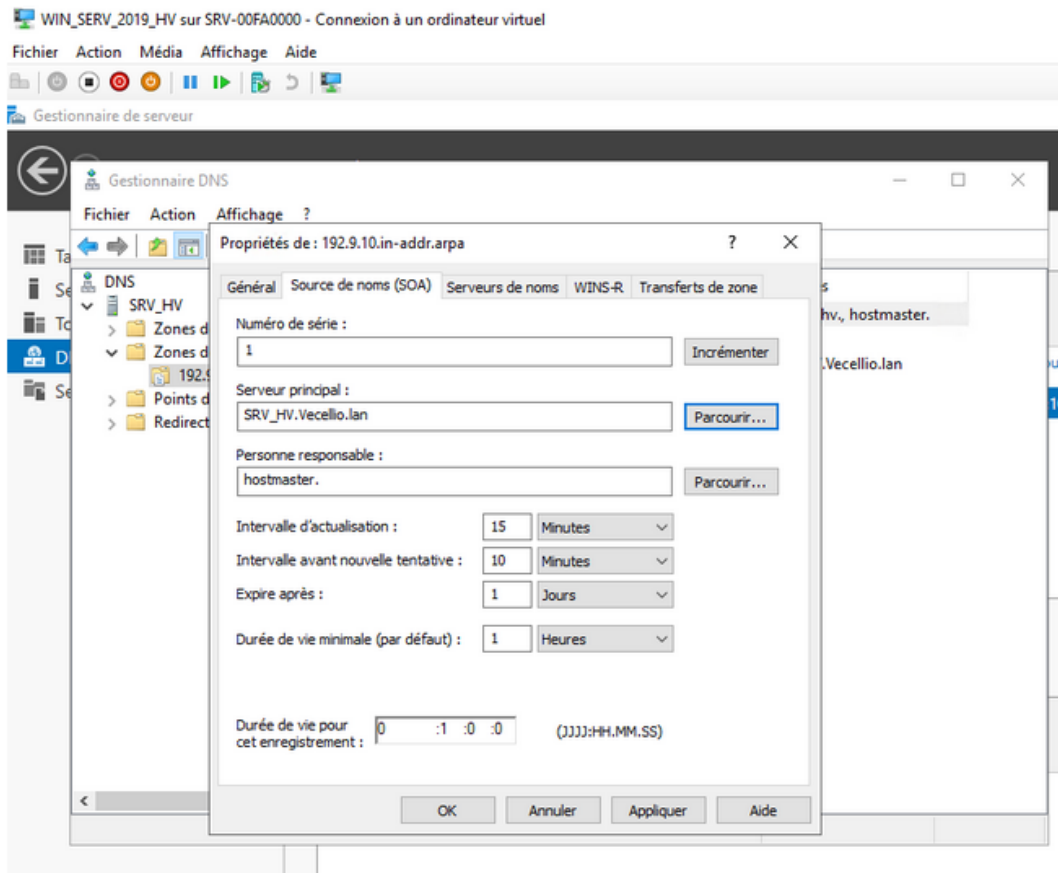 WIN_SERV_2019_HV sur SRV-00FA0000 - Connexion à un ordinateur virtuel
Fichier Action Média Affichage Aide
Gestionnaire de serveur
Gestionnaire DNS
Fichier Action Affichage ?
Propriétés de : 192.9.10.in-addr.arpa ?
Général Source de noms (SOA) Serveurs de noms WINS-R Transferts de zone
DNS
SRV_HV
Zones d
Zones d
192.9
Points d
Redirect
Numéro de série :
1 Incrémenter
Serveur principal :
SRV_HV.Vecellio.lan Parcourir...
Personne responsable :
hostmaster. Parcourir...
Intervalle d'actualisation : 15 Minutes
Intervalle avant nouvelle tentative : 10 Minutes
Expire après : 1 Jours
Durée de vie minimale (par défaut) : 1 Heures
Durée de vie pour
cet enregistrement : 0 :1 :0 :0 (JJJJ:HH.MM.SS)
OK Annuler Appliquer Aide
hv., hostmaster.
.Vecellio.lan